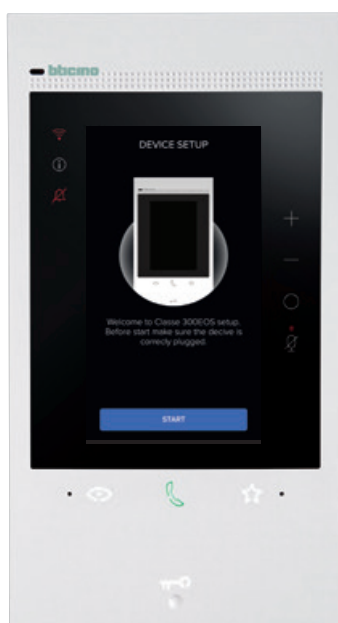 bticino
DEVICE SETUP
Welcome to Classe 300EOS setup.
Before start make sure the decive is
correctly plugged.
START